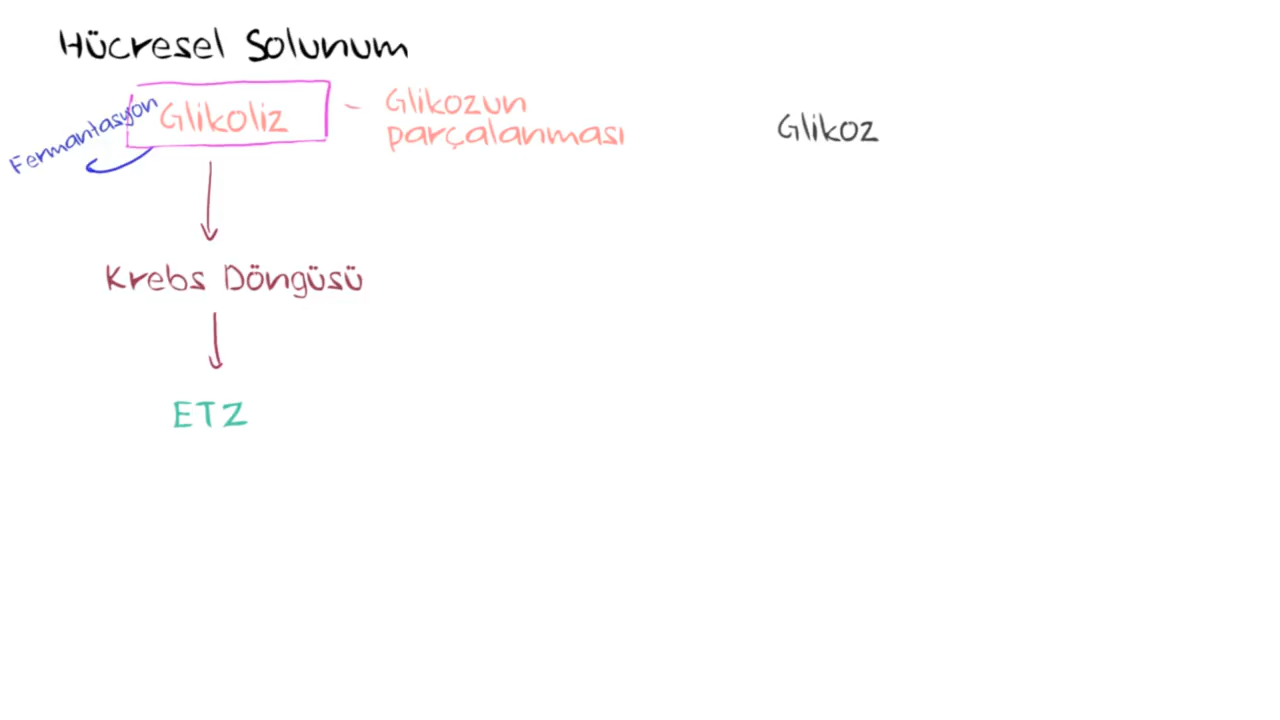 Hücresel Solunum
Fermantasyon
Glikoliz - Glikozun
parçalanması
Glikoz
Krebs Döngüsü
ETZ